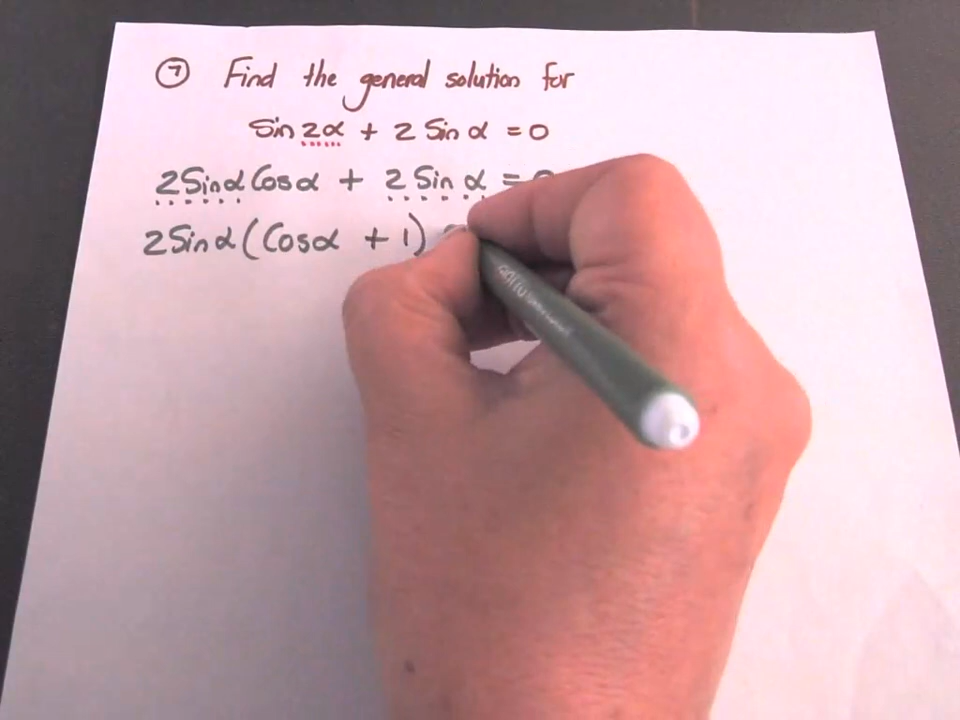 7 Find the general solution for
Sin 2α + 2 Sin α = 0
2Sinα Cosα + 2 Sin α =
2Sinα (Cosα + 1)